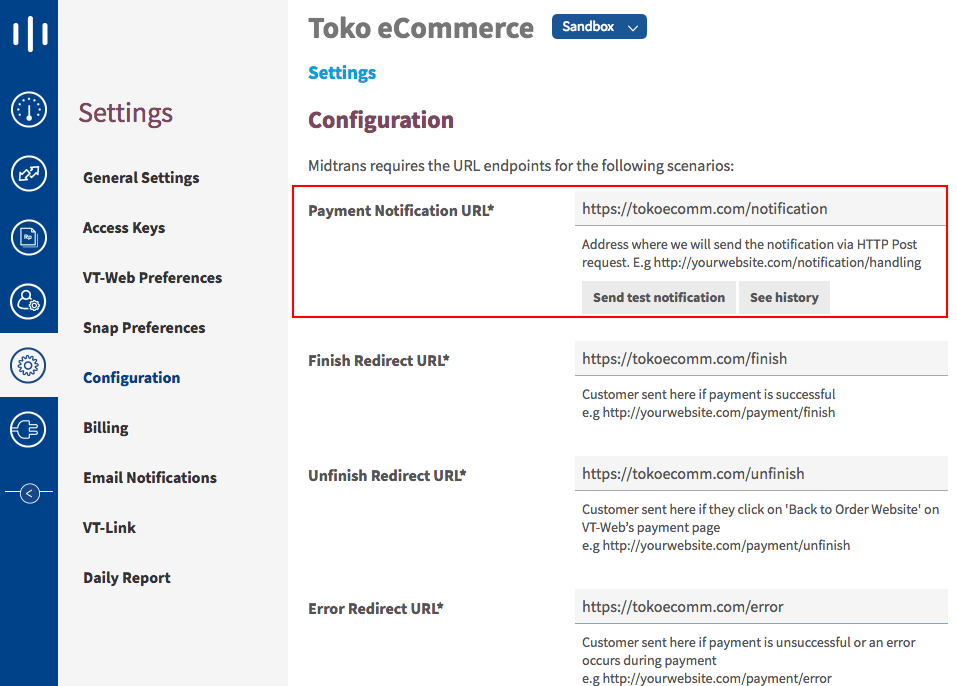 Toko eCommerce
Sandbox
Settings
Configuration
Midtrans requires the URL endpoints for the following scenarios:
Settings
General Settings
Access Keys
VT-Web Preferences
Snap Preferences
Configuration
Billing
Email Notifications
VT-Link
Daily Report
Rp
<
Payment Notification URL*
https://tokoecomm.com/notification
Address where we will send the notification via HTTP Post
request. E.g http://yourwebsite.com/notification/handling
Send test notification
See history
Finish Redirect URL*
https://tokoecomm.com/finish
Customer sent here if payment is successful
e.g http://yourwebsite.com/payment/finish
Unfinish Redirect URL*
https://tokoecomm.com/unfinish
Customer sent here if they click on 'Back to Order Website' on
VT-Web’s payment page
e.g http://yourwebsite.com/payment/unfinish
Error Redirect URL*
https://tokoecomm.com/error
Customer sent here if payment is unsuccessful or an error
occurs during payment
e.g http://yourwebsite.com/payment/error